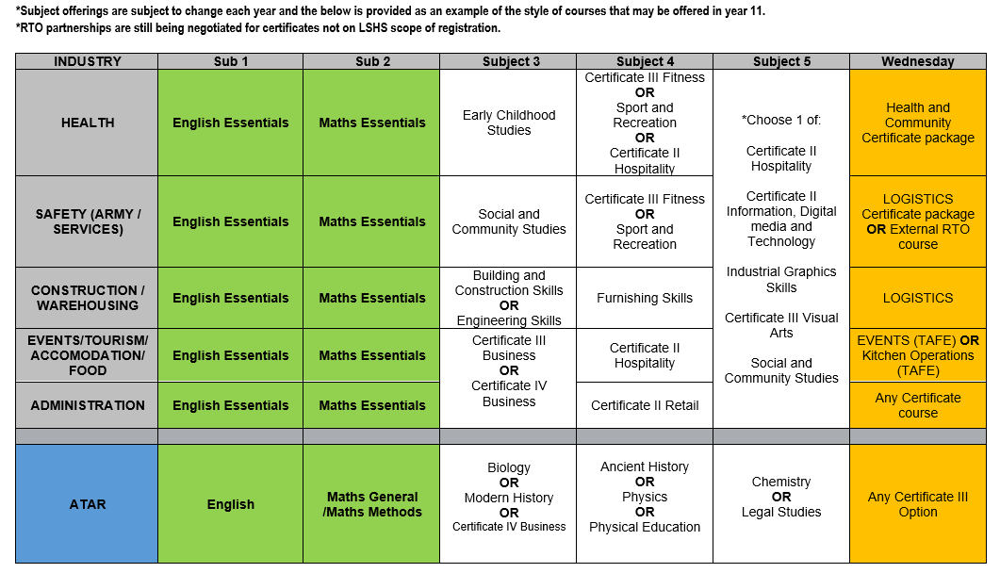 *Subject offerings are subject to change each year and the below is provided as an example of the style of courses that may be offered in year 11.
*RTO partnerships are still being negotiated for certificates not on LSHS scope of registration.
INDUSTRY
Sub 1
Sub 2
Subject 3
Subject 4
Subject 5
Wednesday
HEALTH
English Essentials
Maths Essentials
Early Childhood
Studies
Certificate III Fitness
OR
Sport and
Recreation
OR
Certificate II
Hospitality
*Choose 1 of:
Certificate II
Hospitality
Certificate II
Information, Digital
media and
Technology
Industrial Graphics
Skills
Certificate III Visual
Arts
Social and
Community Studies
Health and
Community
Certificate package
SAFETY (ARMY /
SERVICES)
English Essentials
Maths Essentials
Social and
Community Studies
Certificate III Fitness
OR
Sport and
Recreation
LOGISTICS
Certificate package
OR External RTO
course
CONSTRUCTION /
WAREHOUSING
English Essentials
Maths Essentials
Building and
Construction Skills
OR
Engineering Skills
Furnishing Skills
LOGISTICS
EVENTS/TOURISM/
ACCOMODATION/
FOOD
English Essentials
Maths Essentials
Certificate III
Business
OR
Certificate IV
Business
Certificate II
Hospitality
EVENTS (TAFE) OR
Kitchen Operations
(TAFE)
ADMINISTRATION
English Essentials
Maths Essentials
Certificate II Retail
Any Certificate
course
ATAR
English
Maths General
/Maths Methods
Biology
OR
Modern History
OR
Certificate IV Business
Ancient History
OR
Physics
OR
Physical Education
Chemistry
OR
Legal Studies
Any Certificate III
Option